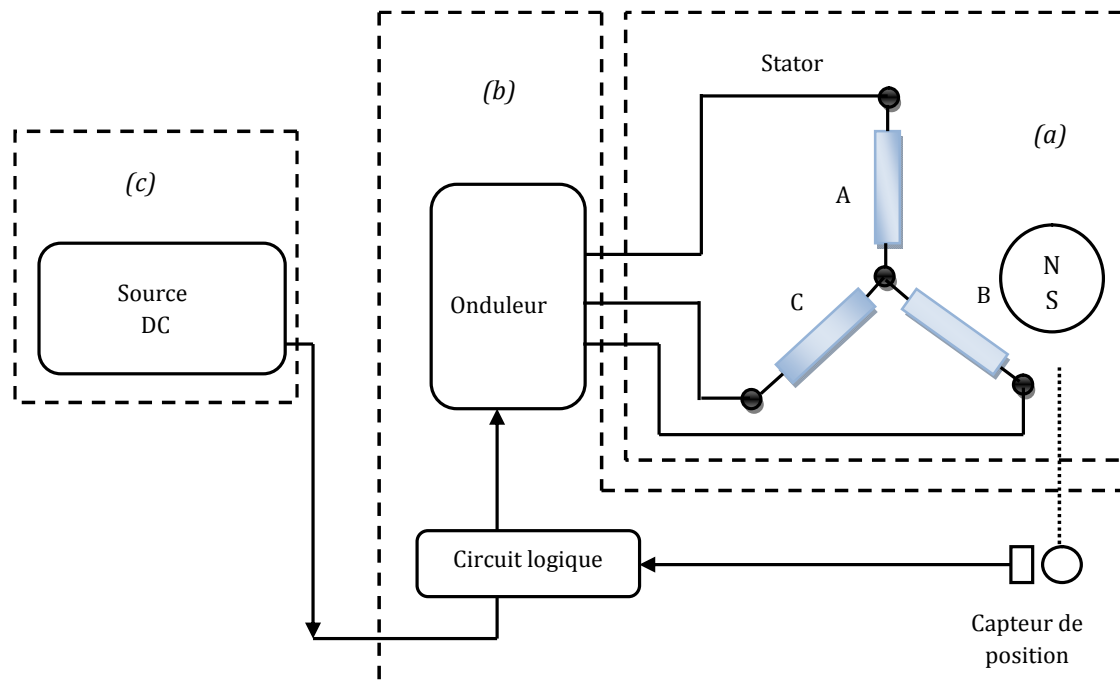 Stator
(b)
(a)
(c)
A
Source
DC
Onduleur
C
B
N
S
Circuit logique
Capteur de
position